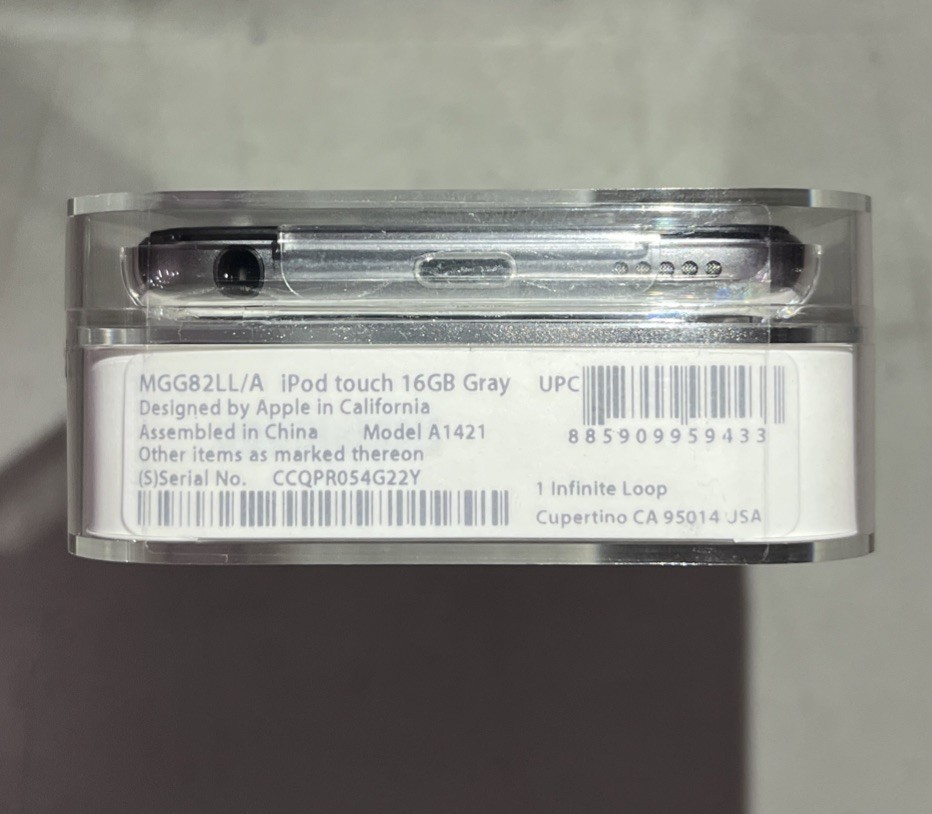 MGG82LL/A iPod touch 16GB Gray UPC
Designed by Apple in California
Assembled in China Model A1421
885909959433
Other items as marked thereon
(S)Serial No. CCQPR054G22Y
1 Infinite Loop
Cupertino CA 95014 USA